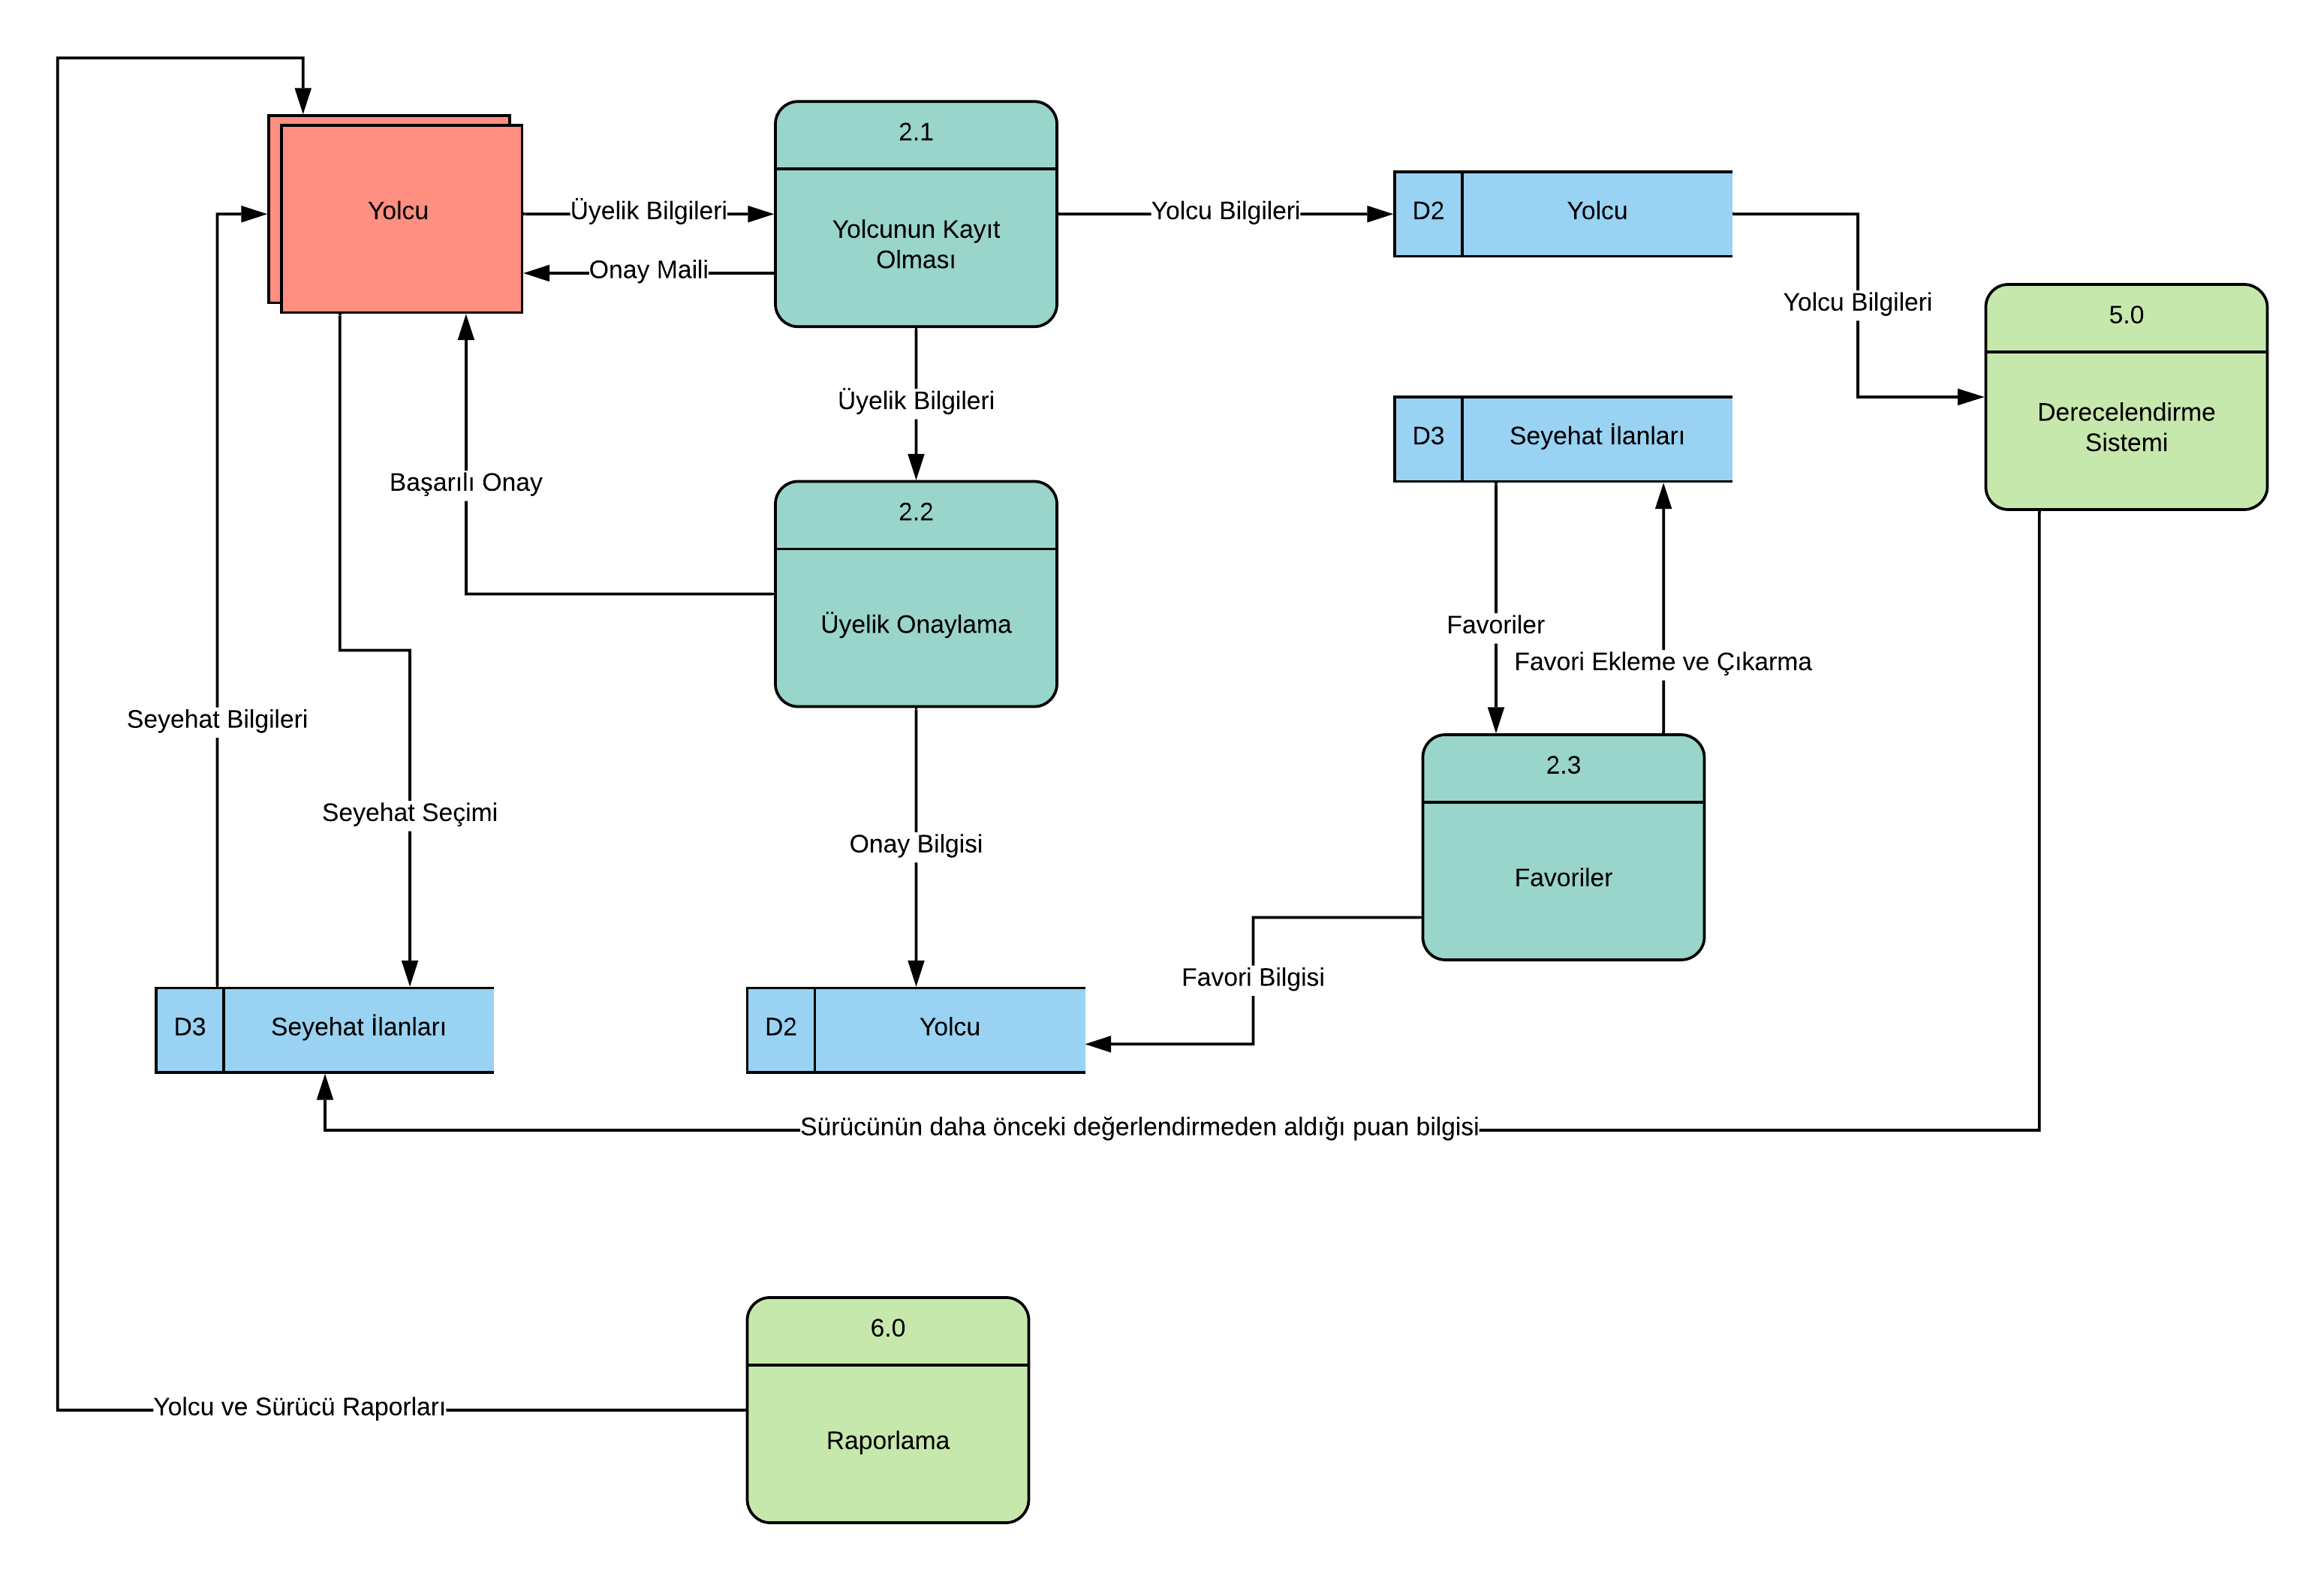 2.1
Yolcu
Üyelik Bilgileri
Yolcunun Kayıt
Olması
Onay Maili
Yolcu Bilgileri
D2
Yolcu
Yolcu Bilgileri
5.0
Derecelendirme
Sistemi
Üyelik Bilgileri
D3
Seyehat İlanları
Başarılı Onay
2.2
Üyelik Onaylama
Favoriler
Favori Ekleme ve Çıkarma
Seyehat Bilgileri
2.3
Favoriler
Seyehat Seçimi
Onay Bilgisi
Favori Bilgisi
D3
Seyehat İlanları
D2
Yolcu
Sürücünün daha önceki değerlendirmeden aldığı puan bilgisi
6.0
Yolcu ve Sürücü Raporları
Raporlama